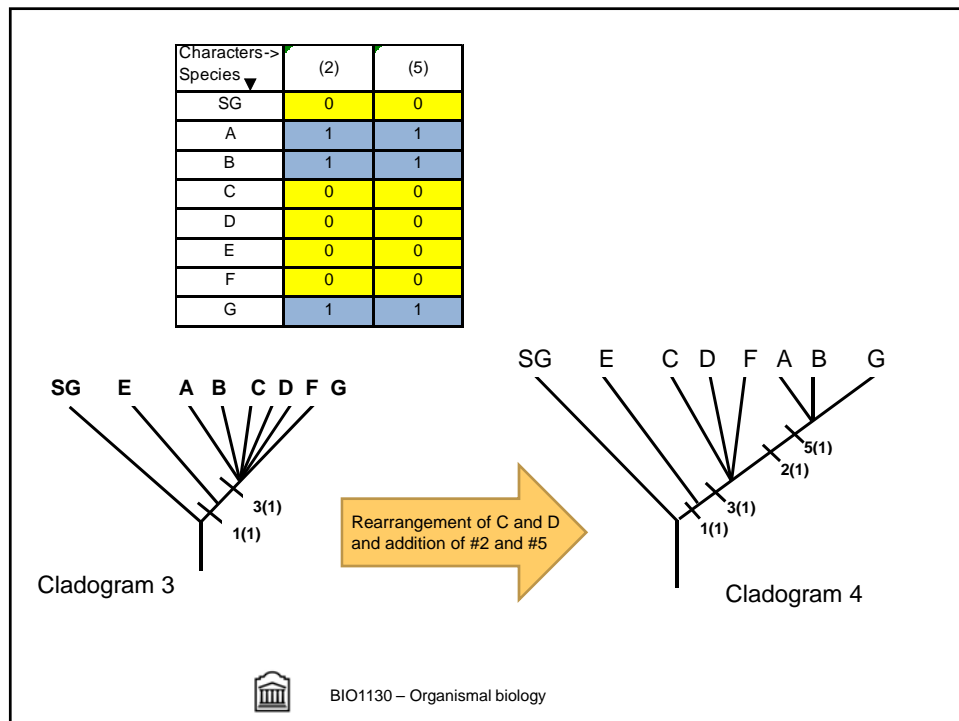 Characters->
Species (2) (5)
SG 0 0
A 1 1
B 1 1
C 0 0
D 0 0
E 0 0
F 0 0
G 1 1
SG E A B C D F G
3(1)
1(1)
Cladogram 3
Rearrangement of C and D
and addition of #2 and #5
SG E C D F A B G
5(1)
2(1)
3(1)
1(1)
Cladogram 4
BIO1130 – Organismal biology